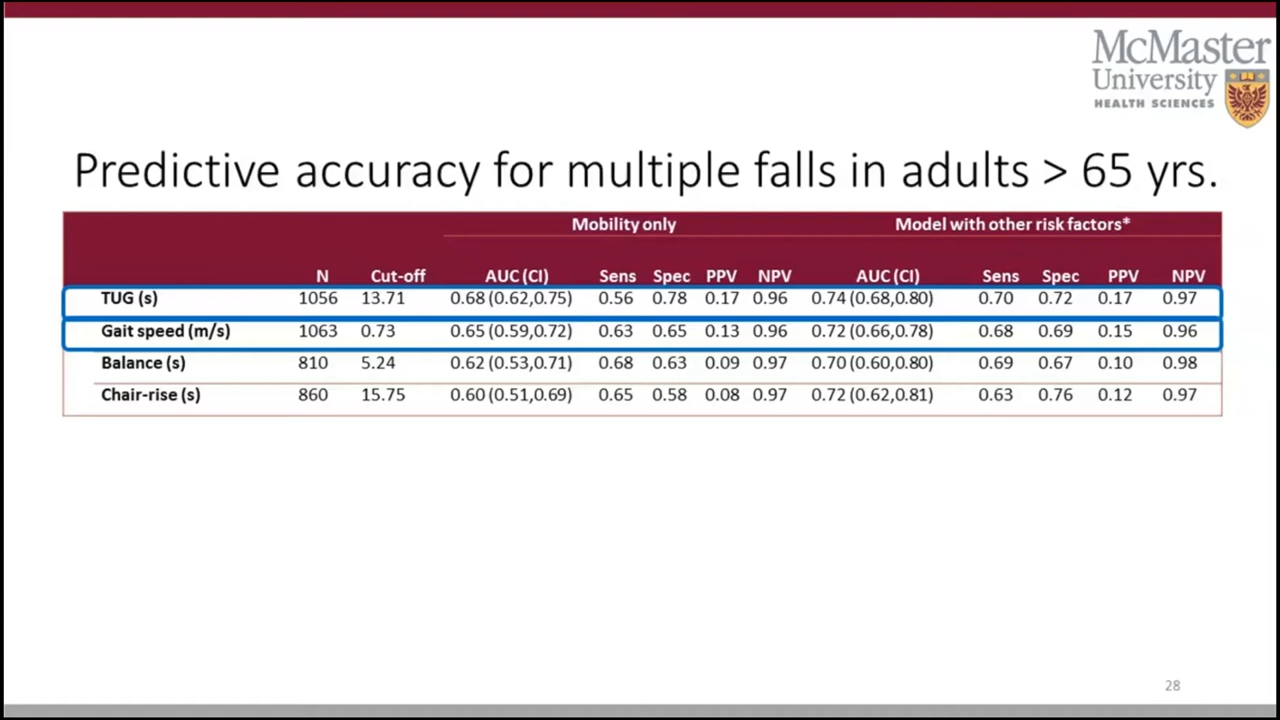 McMaster
University
HEALTH SCIENCES
Predictive accuracy for multiple falls in adults > 65 yrs.
Mobility only Model with other risk factors*
N Cut-off AUC (CI) Sens Spec PPV NPV AUC (CI) Sens Spec PPV NPV
TUG (s) 1056 13.71 0.68 (0.62,0.75) 0.56 0.78 0.17 0.96 0.74 (0.68,0.80) 0.70 0.72 0.17 0.97
Gait speed (m/s) 1063 0.73 0.65 (0.59,0.72) 0.63 0.65 0.13 0.96 0.72 (0.66,0.78) 0.68 0.69 0.15 0.96
Balance (s) 810 5.24 0.62 (0.53,0.71) 0.68 0.63 0.09 0.97 0.70 (0.60,0.80) 0.69 0.67 0.10 0.98
Chair-rise (s) 860 15.75 0.60 (0.51,0.69) 0.65 0.58 0.08 0.97 0.72 (0.62,0.81) 0.63 0.76 0.12 0.97
28